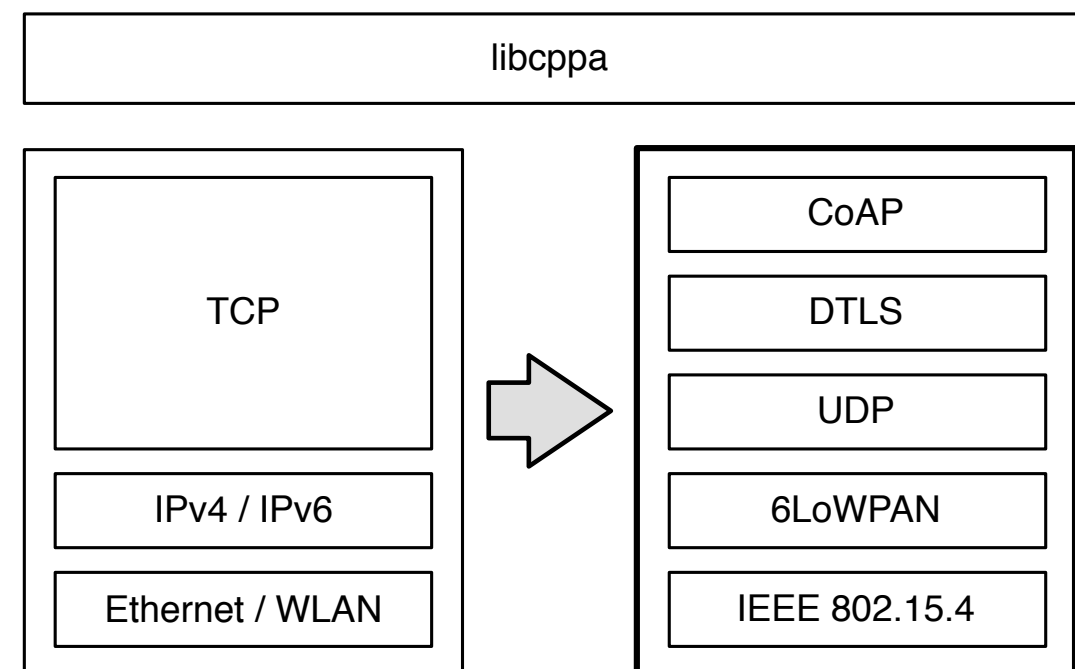 libcppa
TCP
IPv4 / IPv6
Ethernet / WLAN
CoAP
DTLS
UDP
6LoWPAN
IEEE 802.15.4